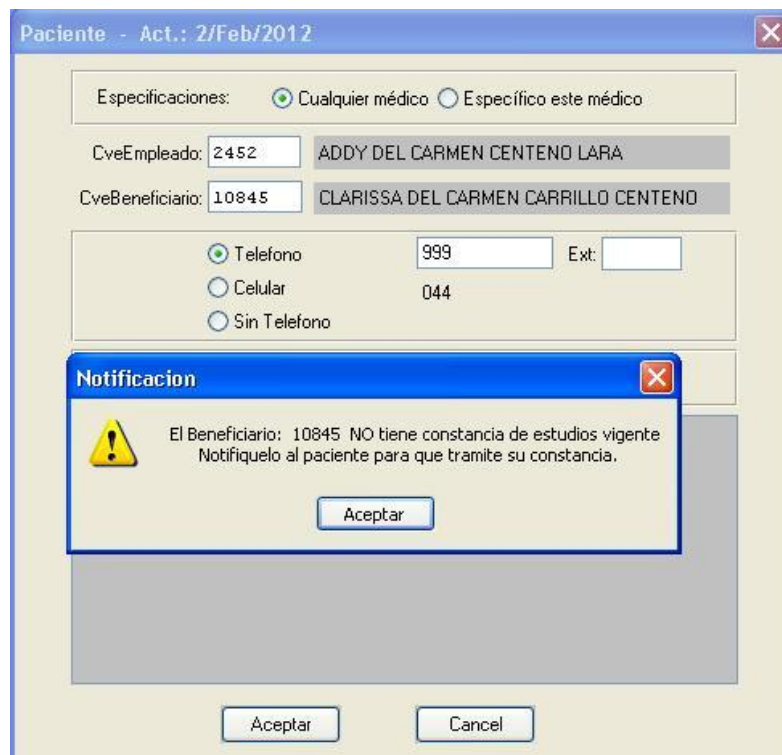 Paciente - Act.: 2/Feb/2012
Especificaciones: Cualquier médico Específico este médico
CveEmpleado: 2452 ADDY DEL CARMEN CENTENO LARA
CveBeneficiario: 10845 CLARISSA DEL CARMEN CARRILLO CENTENO
Telefono 999 Ext:
Celular 044
Sin Telefono
Notificacion
El Beneficiario: 10845 NO tiene constancia de estudios vigente
Notifiquelo al paciente para que tramite su constancia.
Aceptar
Aceptar Cancel